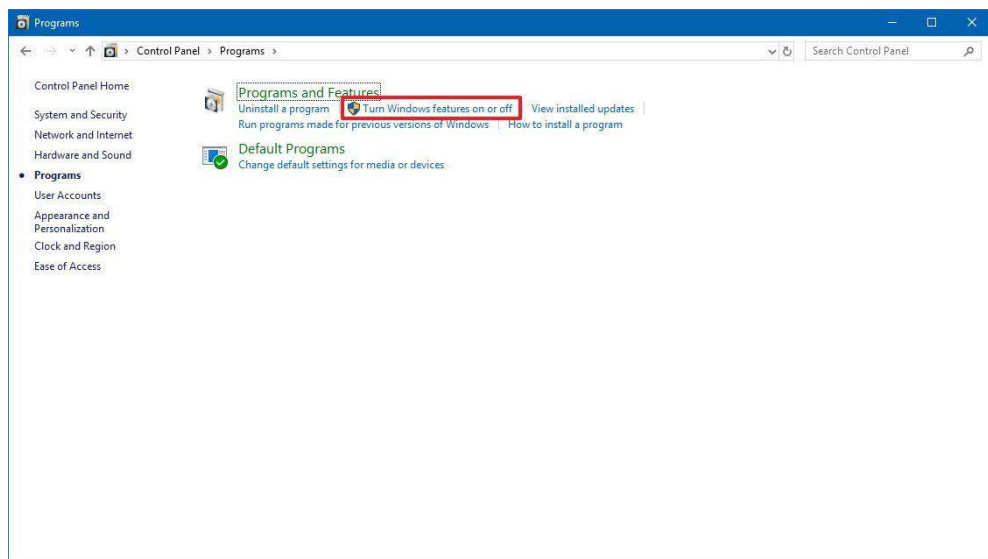 Programs
Control Panel > Programs >
Search Control Panel
Control Panel Home
System and Security
Network and Internet
Hardware and Sound
Programs
User Accounts
Appearance and
Personalization
Clock and Region
Ease of Access
Programs and Features
Uninstall a program | Turn Windows features on or off | View installed updates |
Run programs made for previous versions of Windows | How to install a program
Default Programs
Change default settings for media or devices